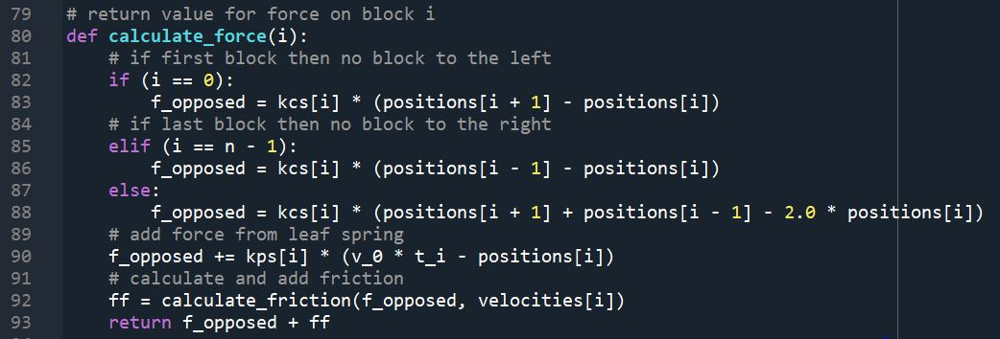 79 # return value for force on block i
80 def calculate_force(i):
81     # if first block then no block to the left
82     if (i == 0):
83         f_opposed = kcs[i] * (positions[i + 1] - positions[i])
84     # if last block then no block to the right
85     elif (i == n - 1):
86         f_opposed = kcs[i] * (positions[i - 1] - positions[i])
87     else:
88         f_opposed = kcs[i] * (positions[i + 1] + positions[i - 1] - 2.0 * positions[i])
89     # add force from leaf spring
90     f_opposed += kps[i] * (v_0 * t_i - positions[i])
91     # calculate and add friction
92     ff = calculate_friction(f_opposed, velocities[i])
93     return f_opposed + ff